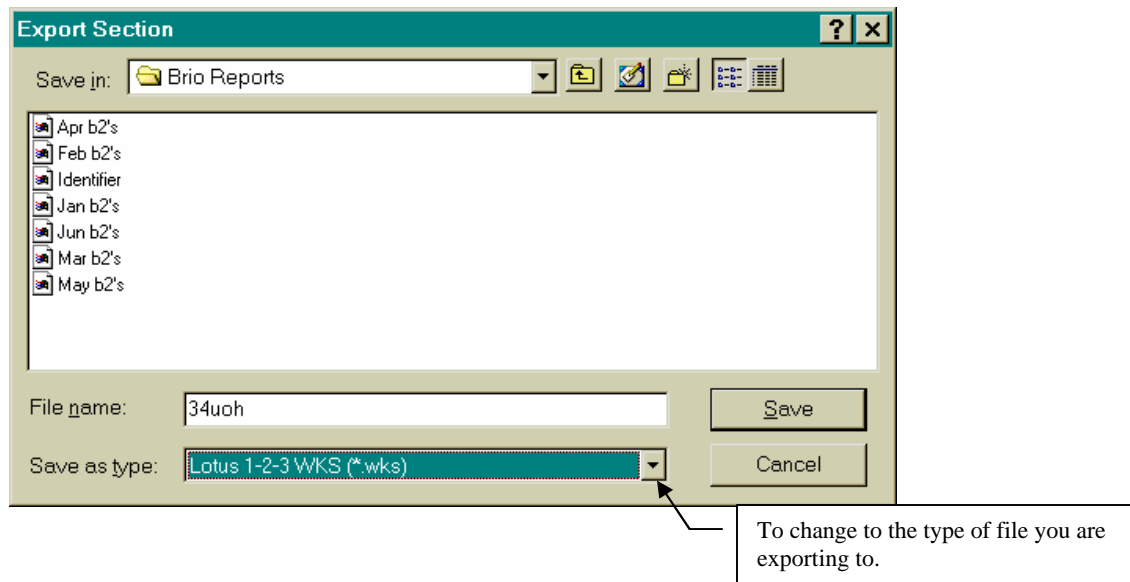 Export Section
Save in: Brio Reports
Apr b2's
Feb b2's
Identifier
Jan b2's
Jun b2's
Mar b2's
May b2's
File name: 34uoh Save
Save as type: Lotus 1-2-3 WKS (*.wks) Cancel
To change to the type of file you are
exporting to.